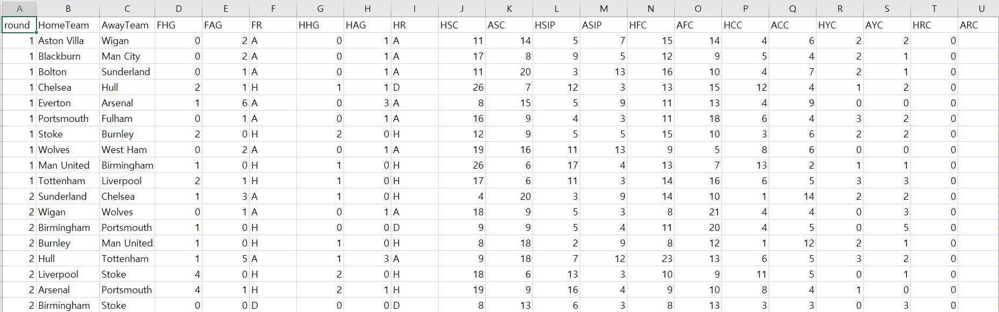 A B C D E F G H I J K L M N O P Q R S T U
round HomeTeam AwayTeam FHG FAG FR HHG HAG HR HSC ASC HSIP ASIP HFC AFC HCC ACC HYC AYC HRC ARC
1 Aston Villa Wigan 0 2 A 0 1 A 11 14 5 7 15 14 4 6 2 2 0
1 Blackburn Man City 0 2 A 0 1 A 17 8 9 5 12 9 5 4 2 1 0
1 Bolton Sunderland 0 1 A 0 1 A 11 20 3 13 16 10 4 7 2 1 0
1 Chelsea Hull 2 1 H 1 1 D 26 7 12 3 13 15 12 4 1 2 0
1 Everton Arsenal 1 6 A 0 3 A 8 15 5 9 11 13 4 9 0 0 0
1 Portsmouth Fulham 0 1 A 0 1 A 16 9 4 3 11 18 6 4 3 2 0
1 Stoke Burnley 2 0 H 2 0 H 12 9 5 5 15 10 3 6 2 2 0
1 Wolves West Ham 0 2 A 0 1 A 19 16 11 13 9 5 8 6 0 0 0
1 Man United Birmingham 1 0 H 1 0 H 26 6 17 4 13 7 13 2 1 1 0
1 Tottenham Liverpool 2 1 H 1 0 H 17 6 11 3 14 16 6 5 3 3 0
2 Sunderland Chelsea 1 3 A 1 0 H 4 20 3 9 14 10 1 14 2 2 0
2 Wigan Wolves 0 1 A 0 1 A 18 9 5 3 8 21 4 4 0 3 0
2 Birmingham Portsmouth 1 0 H 0 0 D 9 9 5 4 11 20 4 5 0 5 0
2 Burnley Man United 1 0 H 1 0 H 8 18 2 9 8 12 1 12 2 1 0
2 Hull Tottenham 1 5 A 1 3 A 9 18 7 12 23 13 6 5 3 2 0
2 Liverpool Stoke 4 0 H 2 0 H 18 6 13 3 10 9 11 5 0 1 0
2 Arsenal Portsmouth 4 1 H 2 1 H 19 9 16 4 9 10 8 4 1 0 0
2 Birmingham Stoke 0 0 D 0 0 D 8 13 6 3 8 13 3 3 0 3 0